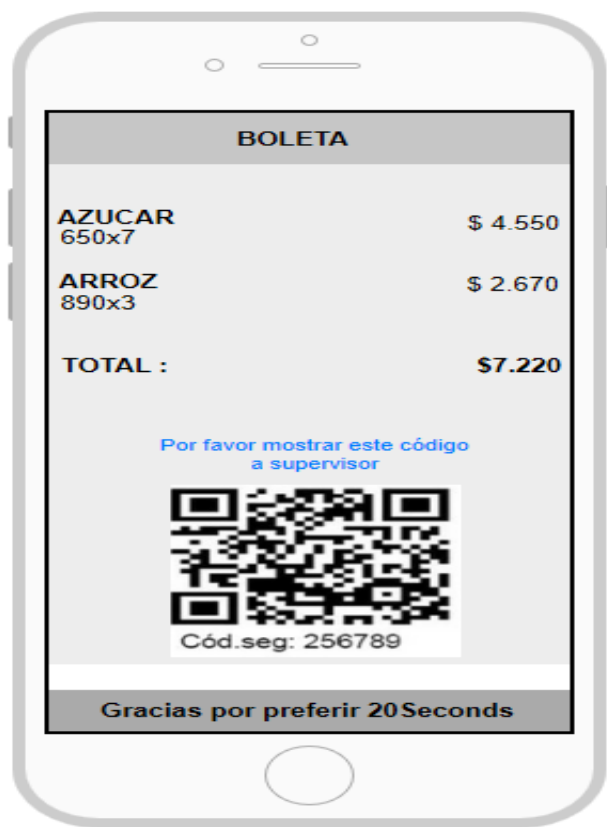 BOLETA
AZUCAR
650x7
$ 4.550
ARROZ
890x3
$ 2.670
TOTAL :
$7.220
Por favor mostrar este código
a supervisor
Cód.seg: 256789
Gracias por preferir 20Seconds